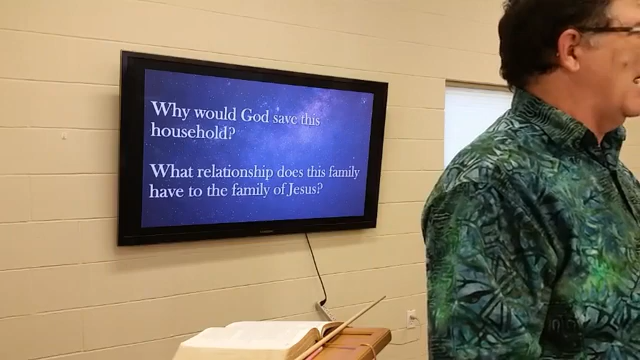 Why would God save this
household?
What relationship does this family
have to the family of Jesus?